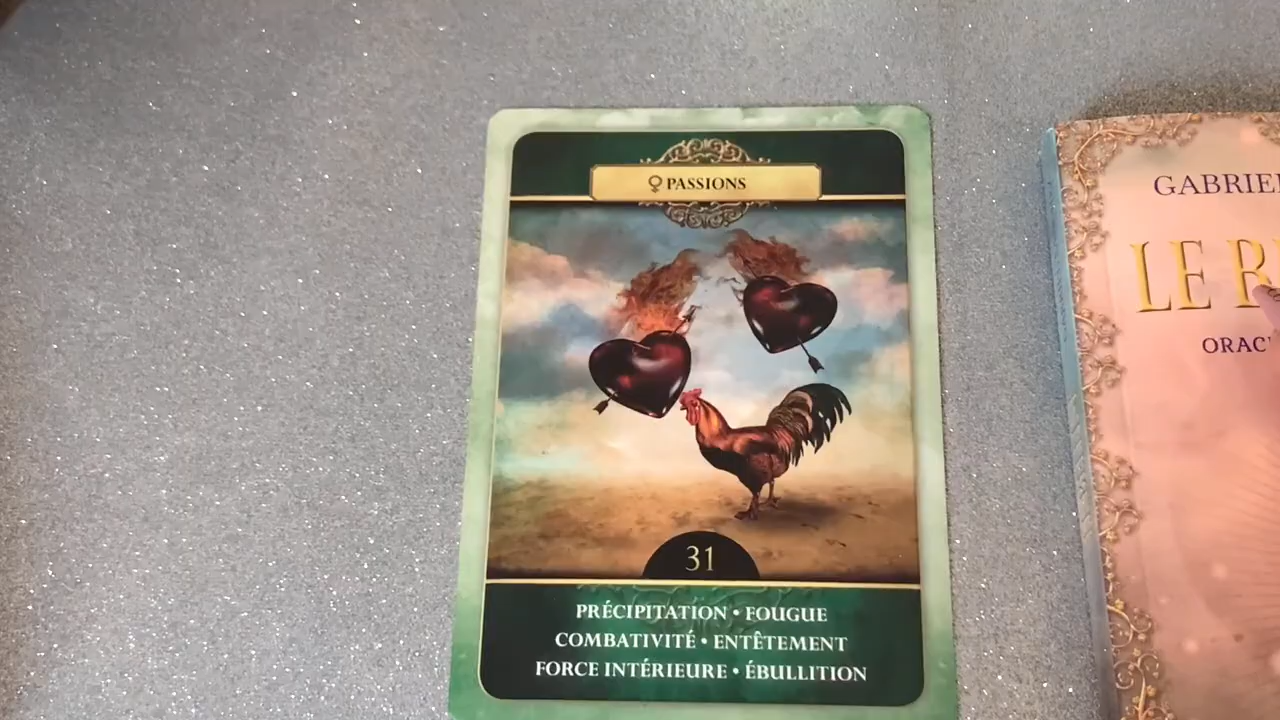 ♀ PASSIONS
31
PRÉCIPITATION • FOUGUE
COMBATIVITÉ • ENTÊTEMENT
FORCE INTÉRIEURE • ÉBULLITION
GABRIE
LE
ORAC